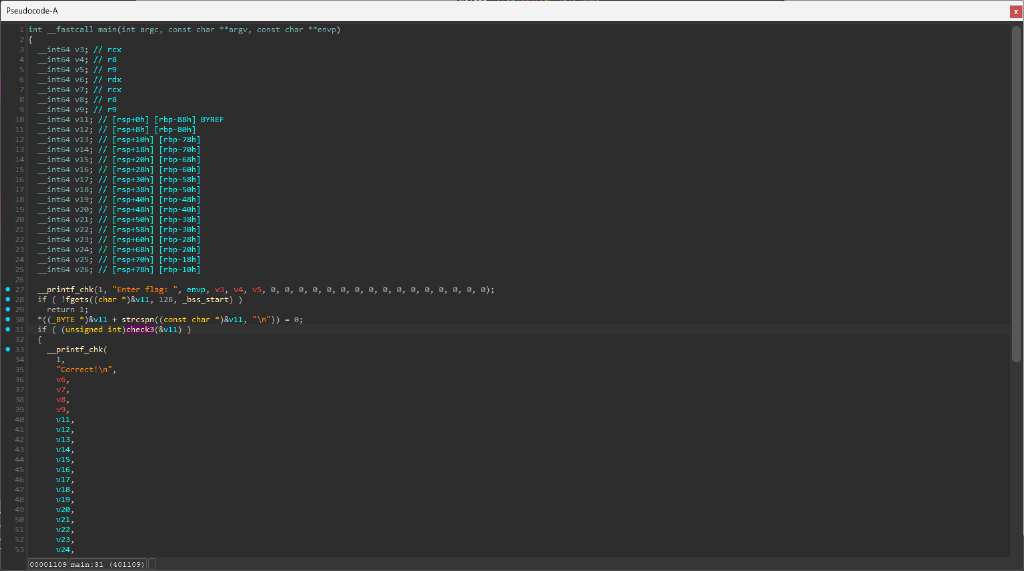 Pseudocode-A
x
1 int __fastcall main(int argc, const char **argv, const char **envp)
2 {
3 __int64 v3; // rcx
4 __int64 v4; // r8
5 __int64 v5; // r9
6 __int64 v6; // rdx
7 __int64 v7; // rcx
8 __int64 v8; // r8
9 __int64 v9; // r9
10 __int64 v11; // [rsp+0h] [rbp-88h] BYREF
11 __int64 v12; // [rsp+8h] [rbp-80h]
12 __int64 v13; // [rsp+10h] [rbp-78h]
13 __int64 v14; // [rsp+18h] [rbp-70h]
14 __int64 v15; // [rsp+20h] [rbp-68h]
15 __int64 v16; // [rsp+28h] [rbp-60h]
16 __int64 v17; // [rsp+30h] [rbp-58h]
17 __int64 v18; // [rsp+38h] [rbp-50h]
18 __int64 v19; // [rsp+40h] [rbp-48h]
19 __int64 v20; // [rsp+48h] [rbp-40h]
20 __int64 v21; // [rsp+50h] [rbp-38h]
21 __int64 v22; // [rsp+58h] [rbp-30h]
22 __int64 v23; // [rsp+60h] [rbp-28h]
23 __int64 v24; // [rsp+68h] [rbp-20h]
24 __int64 v25; // [rsp+70h] [rbp-18h]
25 __int64 v26; // [rsp+78h] [rbp-10h]
26
27 __printf_chk(1, "Enter flag: ", envp, v3, v4, v5, 0, 0, 0, 0, 0, 0, 0, 0, 0, 0, 0, 0, 0, 0, 0, 0);
28 if ( !fgets((char *)&v11, 128, _bss_start) )
29 return 1;
30 *((_BYTE *)&v11 + strcspn((const char *)&v11, "\n")) = 0;
31 if ( (unsigned int)check3(&v11) )
32 {
33 __printf_chk(
34 1,
35 "Correct!\n",
36 v6,
37 v7,
38 v8,
39 v9,
40 v11,
41 v12,
42 v13,
43 v14,
44 v15,
45 v16,
46 v17,
47 v18,
48 v19,
49 v20,
50 v21,
51 v22,
52 v23,
53 v24,
00001109 main:31 (401109)